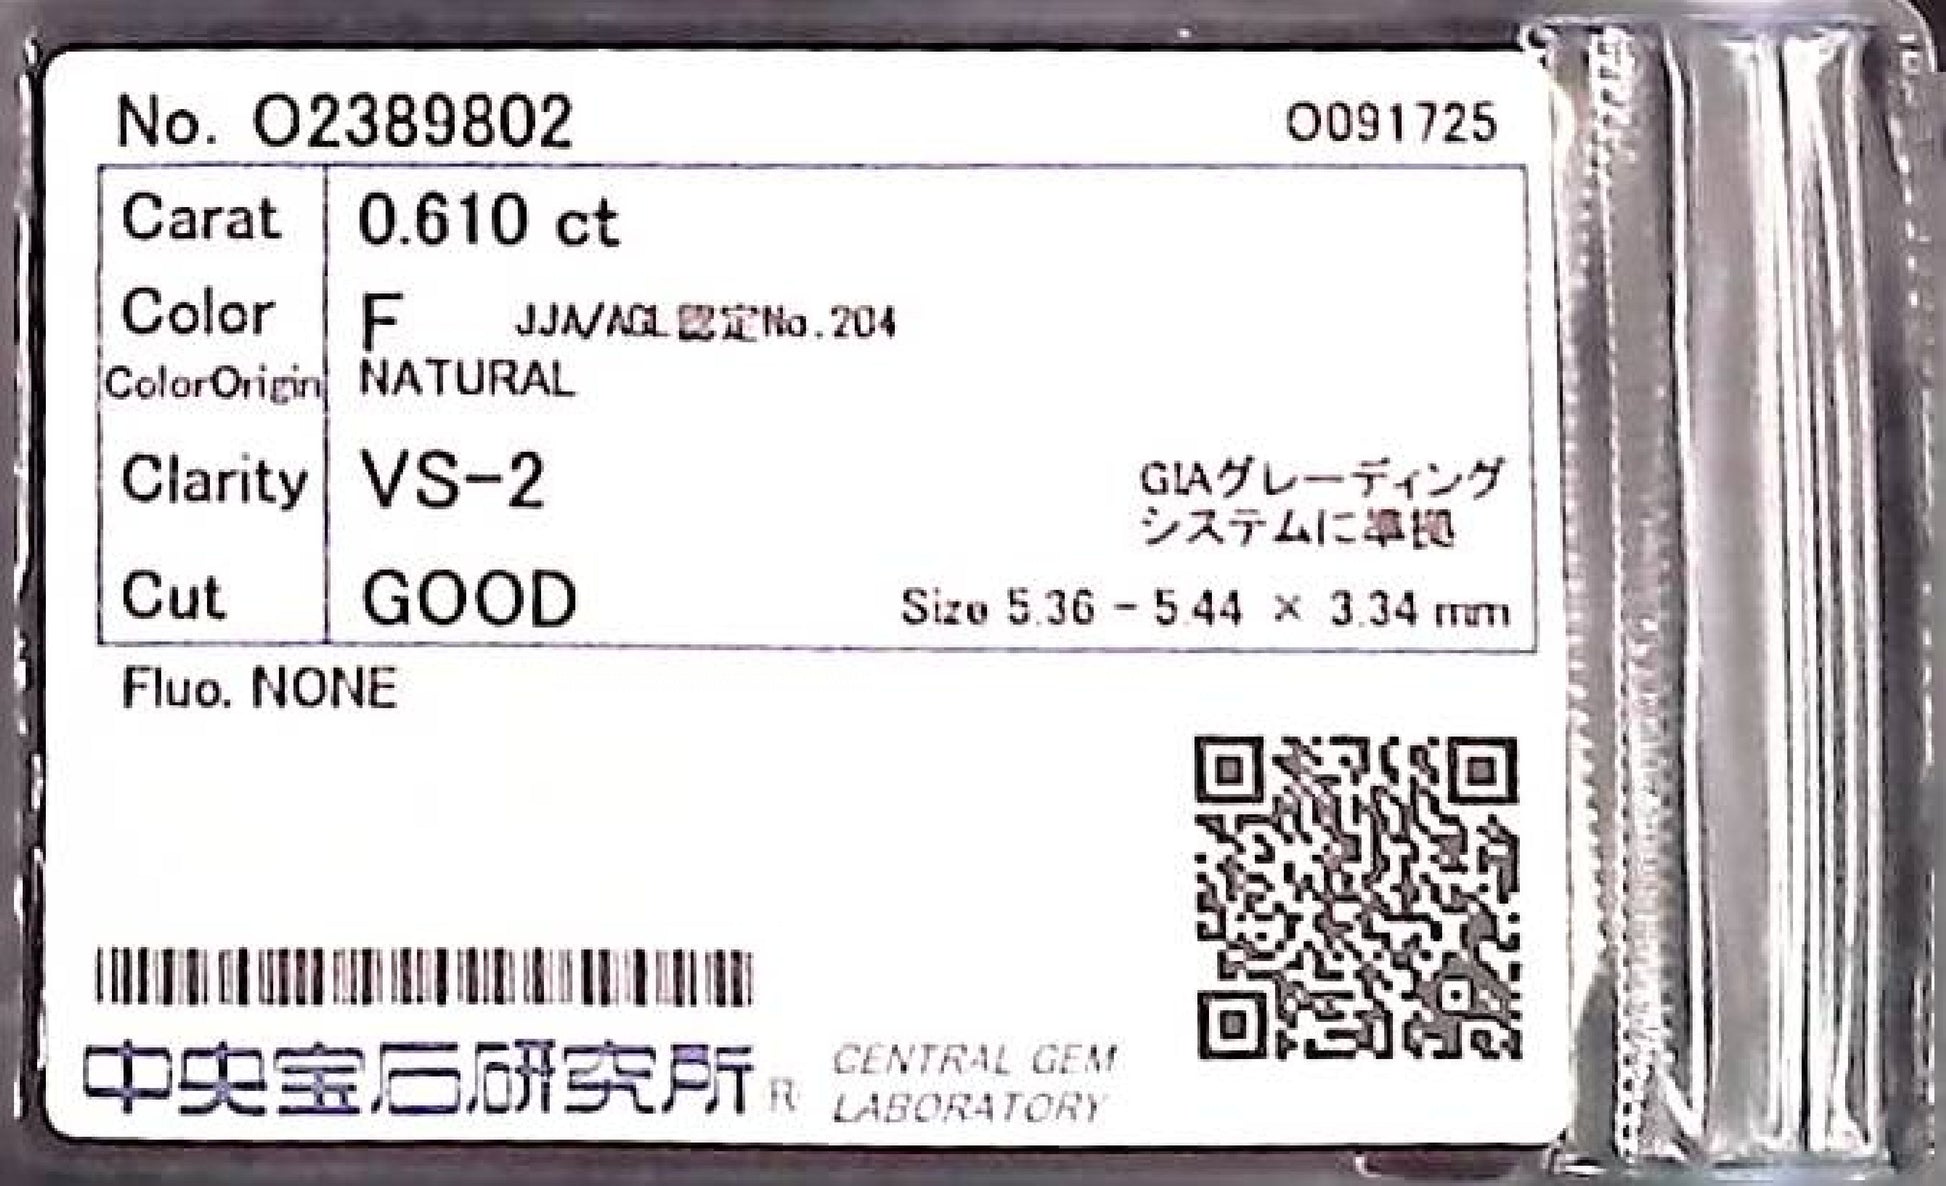 No. O2389802
O091725
Carat 0.610 ct
Color F JJA/AGL認定No.204
ColorOrigin NATURAL
Clarity VS-2
GIAグレーディング
システムに準拠
Cut GOOD Size 5.36 - 5.44 × 3.34 mm
Fluo. NONE
中央宝石研究所 R
CENTRAL GEM
LABORATORY